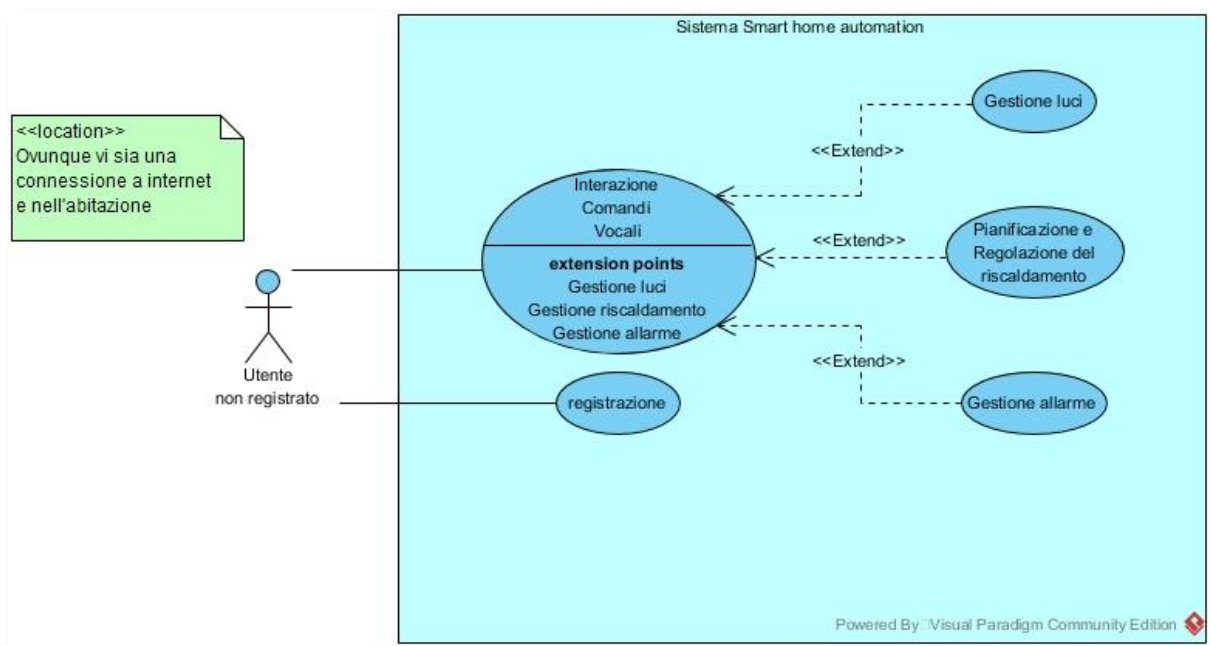 Sistema Smart home automation
<<location>>
Ovunque vi sia una
connessione a internet
e nell'abitazione
Utente
non registrato
Interazione
Comandi
Vocali
extension points
Gestione luci
Gestione riscaldamento
Gestione allarme
registrazione
<<Extend>>
Gestione luci
<<Extend>>
Pianificazione e
Regolazione del
riscaldamento
<<Extend>>
Gestione allarme
Powered By Visual Paradigm Community Edition